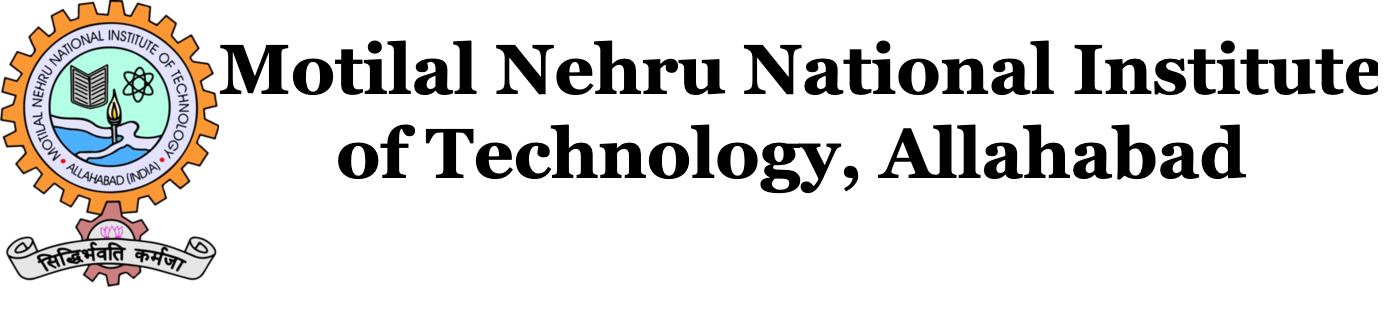 MOTILAL NEHRU NATIONAL INSTITUTE OF TECHNOLOGY
• ALLAHABAD (INDIA) •
सिद्धिर्भवति कर्मजा
Motilal Nehru National Institute
of Technology, Allahabad